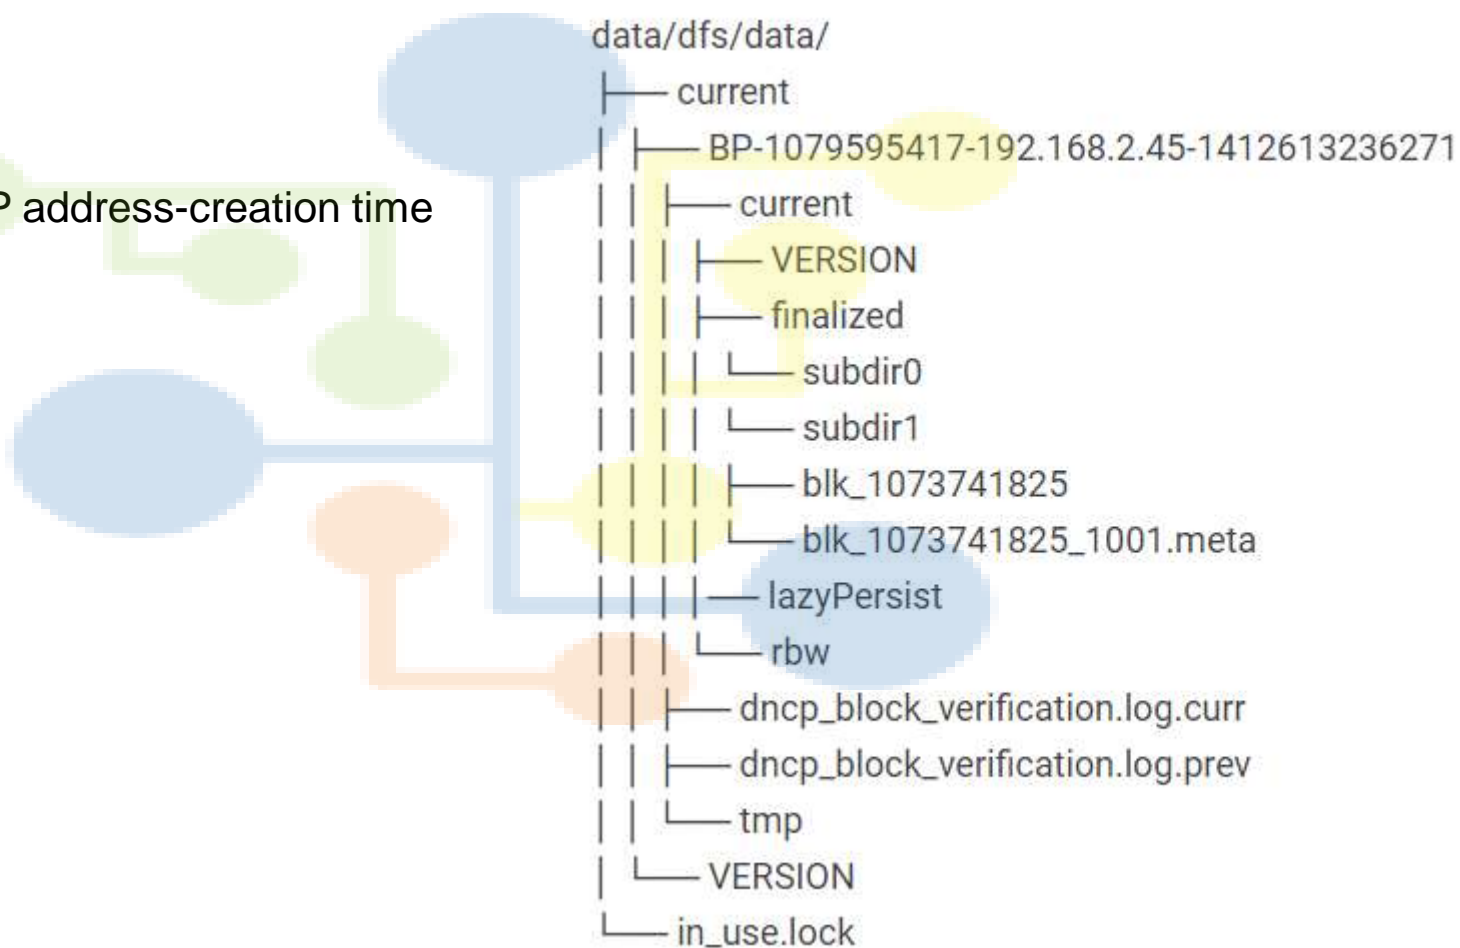 data/dfs/data/
├── current
│ ├── BP-1079595417-192.168.2.45-1412613236271
P address-creation time
│ │ ├── current
│ │ │ ├── VERSION
│ │ │ ├── finalized
│ │ │ │ └── subdir0
│ │ │ │ └── subdir1
│ │ │ │ ├── blk_1073741825
│ │ │ │ └── blk_1073741825_1001.meta
│ │ │ │── lazyPersist
│ │ │ └── rbw
│ │ ├── dncp_block_verification.log.curr
│ │ ├── dncp_block_verification.log.prev
│ │ └── tmp
│ └── VERSION
└── in_use.lock